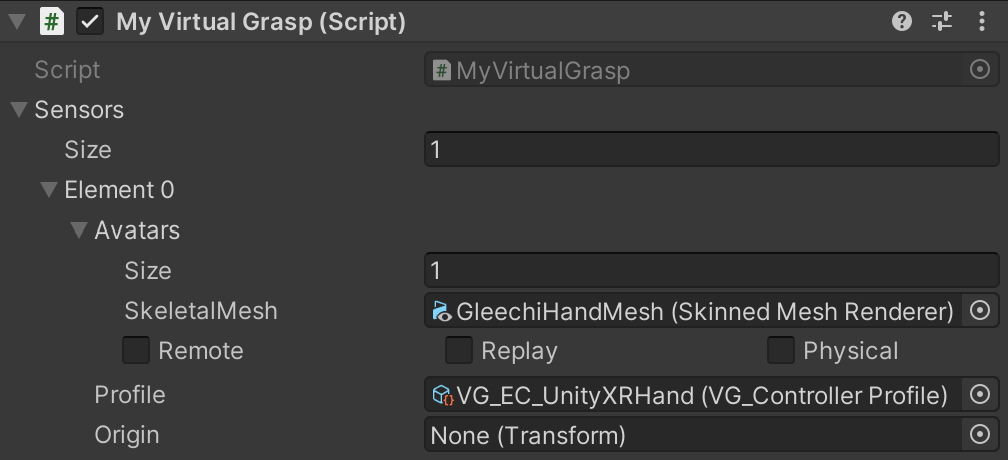 My Virtual Grasp (Script)
Script # MyVirtualGrasp
Sensors
Size 1
Element 0
Avatars
Size 1
SkeletalMesh GleechiHandMesh (Skinned Mesh Renderer)
Remote Replay Physical
Profile VG_EC_UnityXRHand (VG_Controller Profile)
Origin None (Transform)